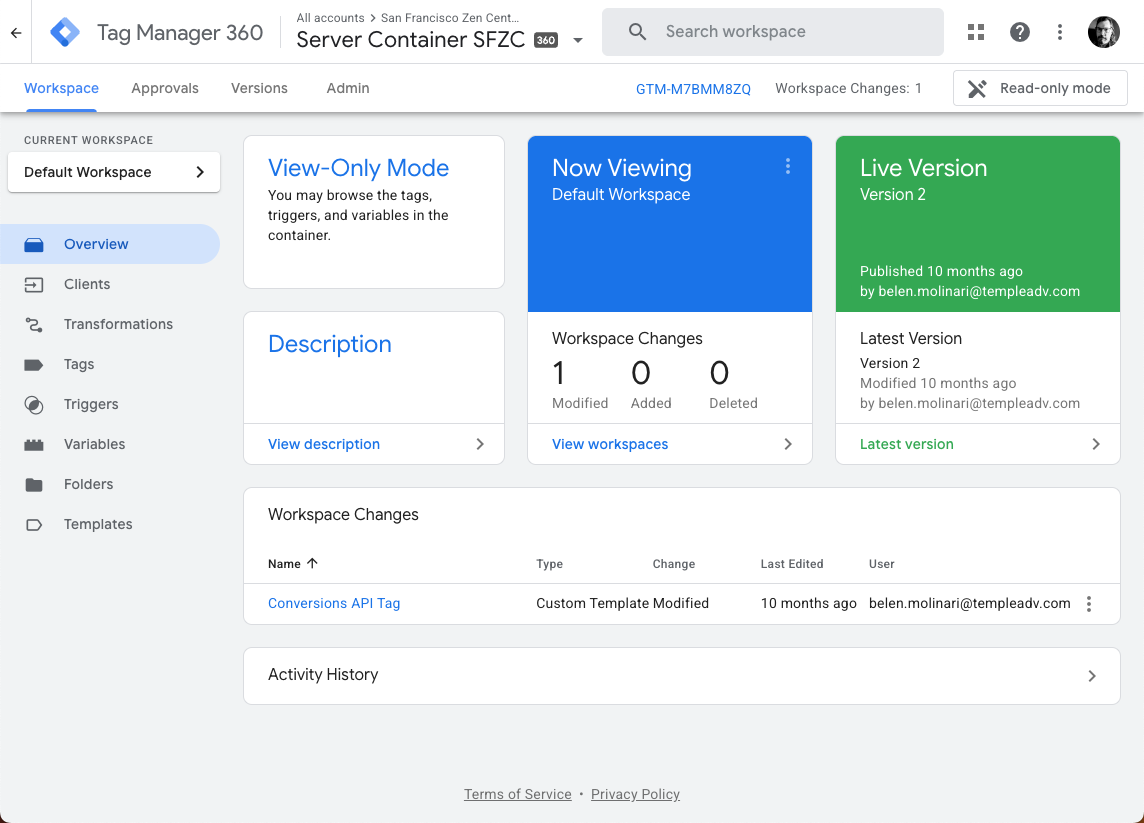 Tag Manager 360
All accounts > San Francisco Zen Cent...
Server Container SFZC 360
Search workspace
Workspace
Approvals
Versions
Admin
GTM-M7BMM8ZQ
Workspace Changes: 1
Read-only mode
CURRENT WORKSPACE
Default Workspace
Overview
Clients
Transformations
Tags
Triggers
Variables
Folders
Templates
View-Only Mode
You may browse the tags,
triggers, and variables in the
container.
Description
View description
Now Viewing
Default Workspace
Workspace Changes
1 0 0
Modified Added Deleted
View workspaces
Live Version
Version 2
Published 10 months ago
by belen.molinari@templeadv.com
Latest Version
Version 2
Modified 10 months ago
by belen.molinari@templeadv.com
Latest version
Workspace Changes
Name Type Change Last Edited User
Conversions API Tag Custom Template Modified 10 months ago belen.molinari@templeadv.com
Activity History
Terms of Service • Privacy Policy